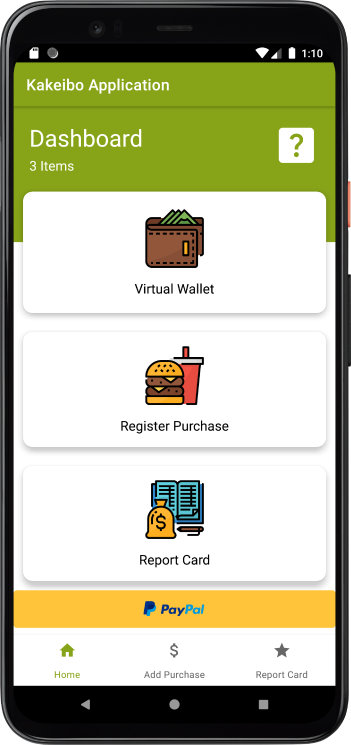 1:10
Kakeibo Application
Dashboard
3 Items
?
Virtual Wallet
Register Purchase
$
Report Card
PayPal
$
Home
Add Purchase
Report Card